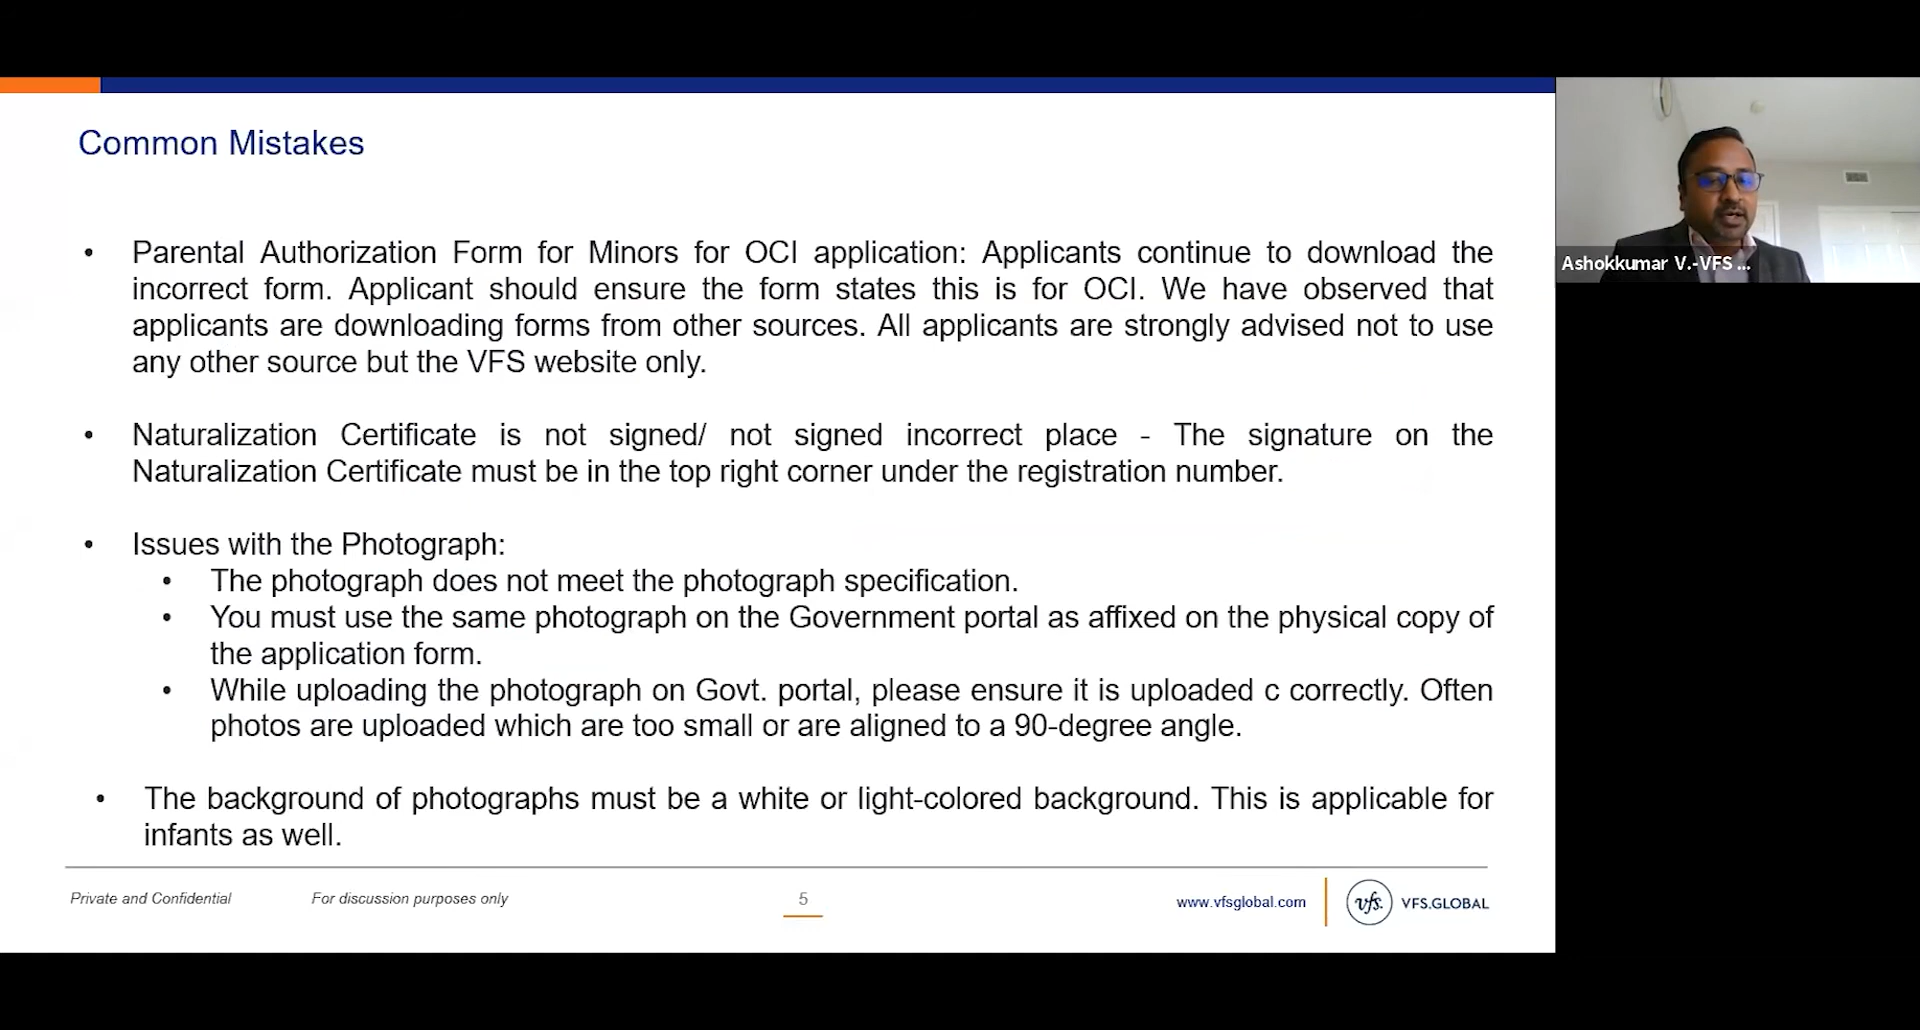 Common Mistakes
• Parental Authorization Form for Minors for OCI application: Applicants continue to download the
incorrect form. Applicant should ensure the form states this is for OCI. We have observed that
applicants are downloading forms from other sources. All applicants are strongly advised not to use
any other source but the VFS website only.
• Naturalization Certificate is not signed/ not signed incorrect place - The signature on the
Naturalization Certificate must be in the top right corner under the registration number.
• Issues with the Photograph:
• The photograph does not meet the photograph specification.
• You must use the same photograph on the Government portal as affixed on the physical copy of
the application form.
• While uploading the photograph on Govt. portal, please ensure it is uploaded c correctly. Often
photos are uploaded which are too small or are aligned to a 90-degree angle.
• The background of photographs must be a white or light-colored background. This is applicable for
infants as well.
Private and Confidential
For discussion purposes only
5
www.vfsglobal.com
vfs.
VFS.GLOBAL
Ashokkumar V.-VFS ...